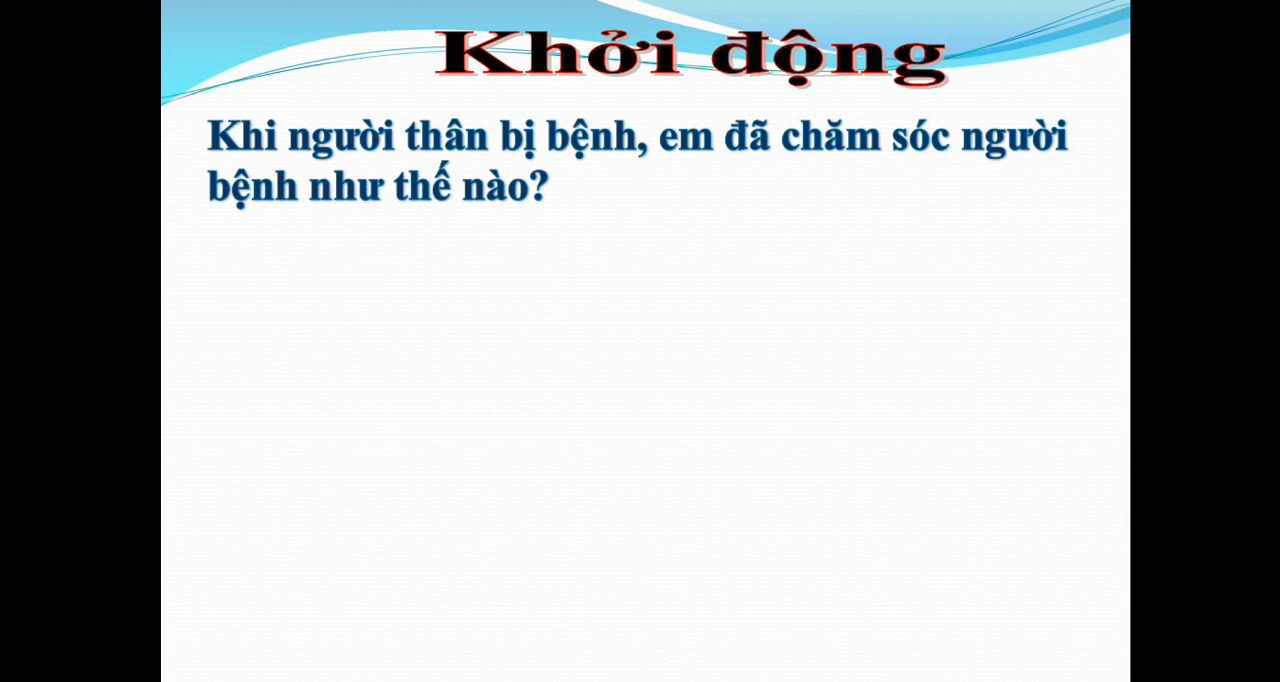 Khởi động
Khi người thân bị bệnh, em đã chăm sóc người
bệnh như thế nào?